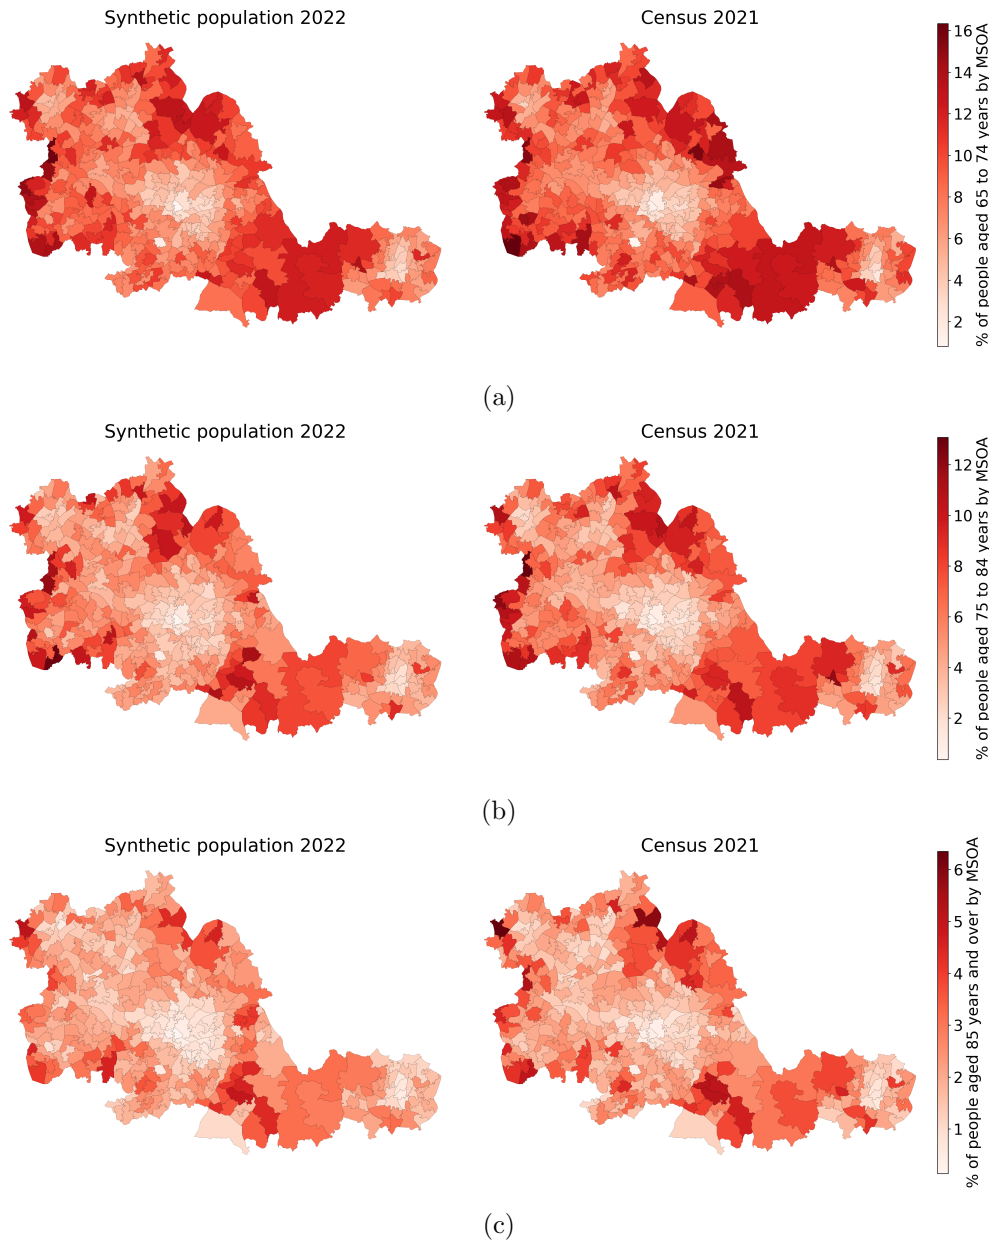 Synthetic population 2022
Census 2021
16
14
12
10
8
6
4
2
% of people aged 65 to 74 years by MSOA
(a)
Synthetic population 2022
Census 2021
12
10
8
6
4
2
% of people aged 75 to 84 years by MSOA
(b)
Synthetic population 2022
Census 2021
6
5
4
3
2
1
% of people aged 85 years and over by MSOA
(c)